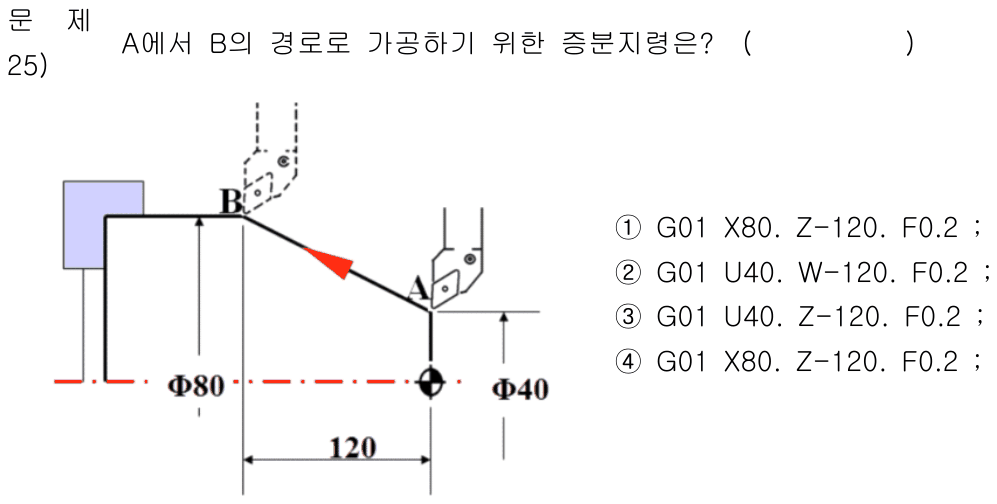 문 제
25)
A에서 B의 경로로 가공하기 위한 증분지령은? ( )
B
A
Φ80
Φ40
120
① G01 X80. Z-120. F0.2 ;
② G01 U40. W-120. F0.2 ;
③ G01 U40. Z-120. F0.2 ;
④ G01 X80. Z-120. F0.2 ;